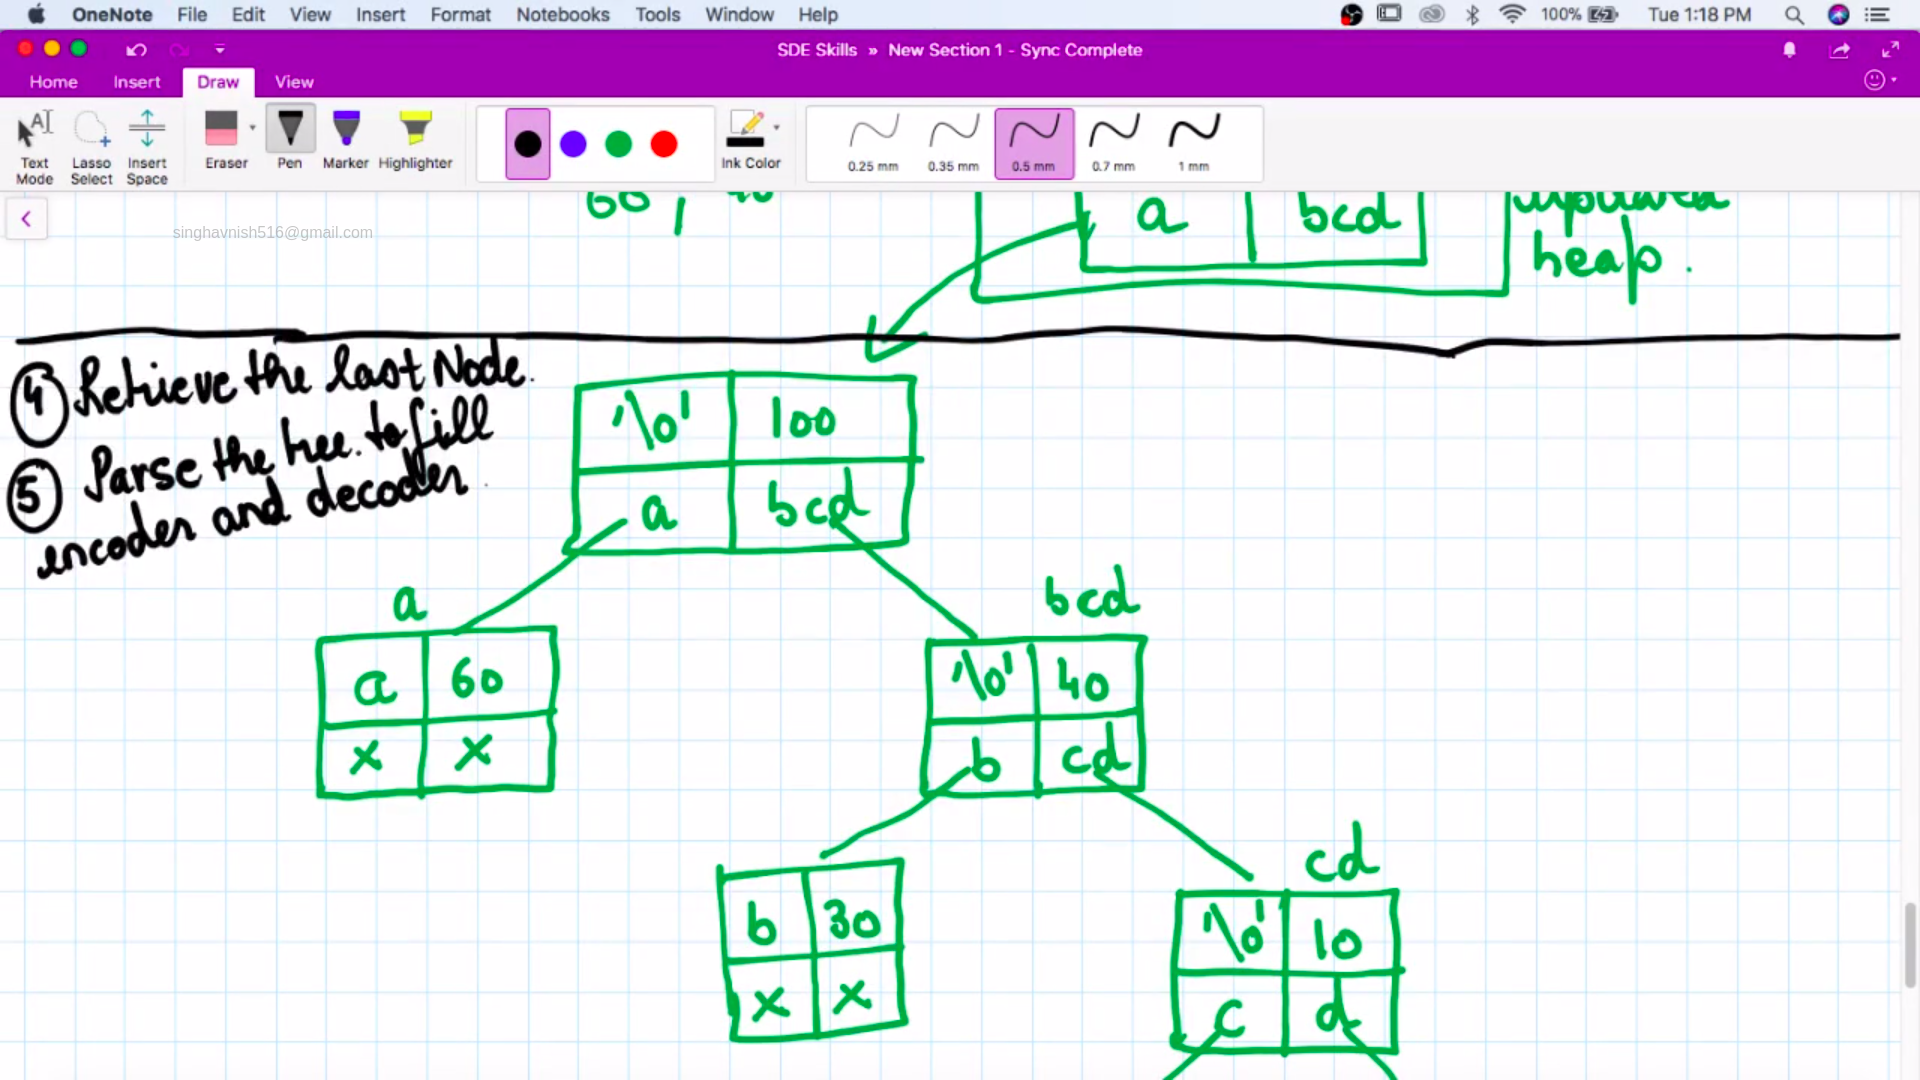 OneNote File Edit View Insert Format Notebooks Tools Window Help 100% Tue 1:18 PM
SDE Skills » New Section 1 - Sync Complete
Home Insert Draw View
Text Mode Lasso Select Insert Space Eraser Pen Marker Highlighter Ink Color 0.25 mm 0.35 mm 0.5 mm 0.7 mm 1 mm
singhavnish516@gmail.com
60, 40
a bcd updated
heap.
④ Retrieve the last Node.
⑤ Parse the tree. to fill
encoder and decoder.
'\0' 100
a bcd
a bcd
a 60 '\0' 40
x x b cd
cd
b 30 '\0' 10
x x c d